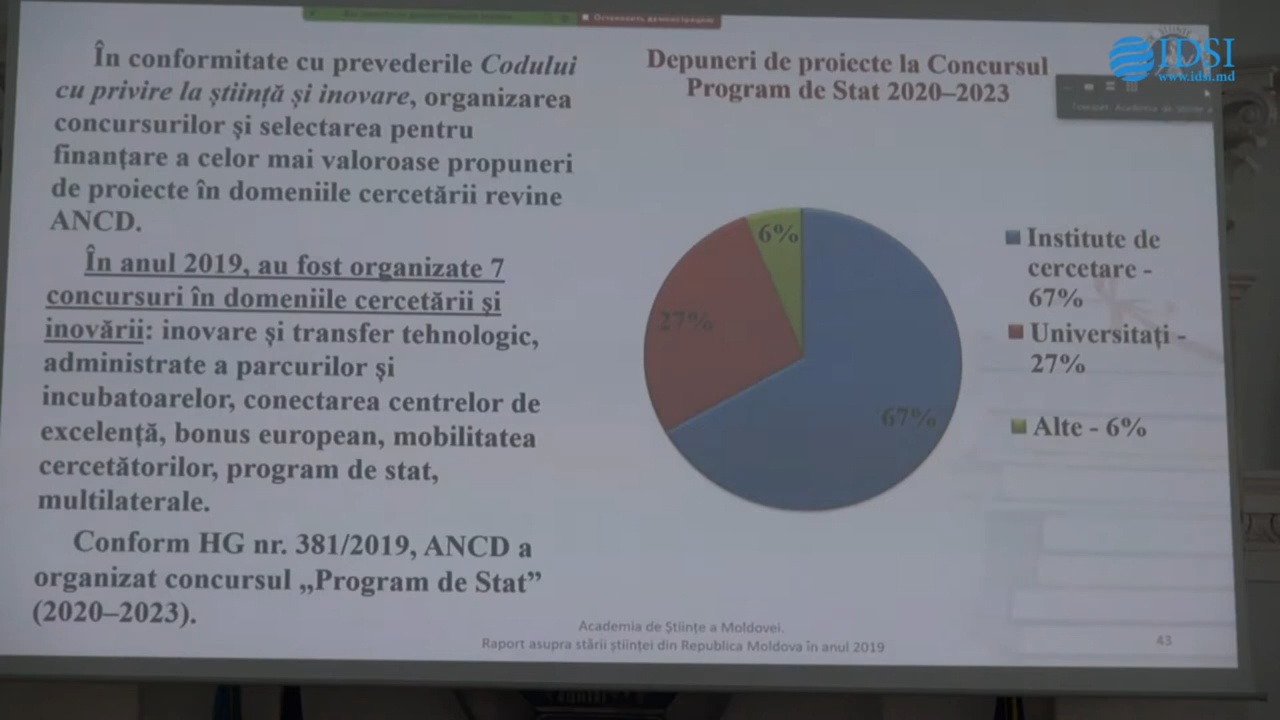 Остановить демонстрацию
IDSI
www.idsi.md
În conformitate cu prevederile Codului
cu privire la știință și inovare, organizarea
concursurilor și selectarea pentru
finanțare a celor mai valoroase propuneri
de proiecte în domeniile cercetării revine
ANCD.
În anul 2019, au fost organizate 7
concursuri în domeniile cercetării și
inovării: inovare și transfer tehnologic,
administrate a parcurilor și
incubatoarelor, conectarea centrelor de
excelență, bonus european, mobilitatea
cercetătorilor, program de stat,
multilaterale.
Conform HG nr. 381/2019, ANCD a
organizat concursul „Program de Stat”
(2020–2023).
Depuneri de proiecte la Concursul
Program de Stat 2020–2023
6%
27%
67%
Institute de
cercetare -
67%
Universitați -
27%
Alte - 6%
Academia de Științe a Moldovei.
Raport asupra stării științei din Republica Moldova în anul 2019
43